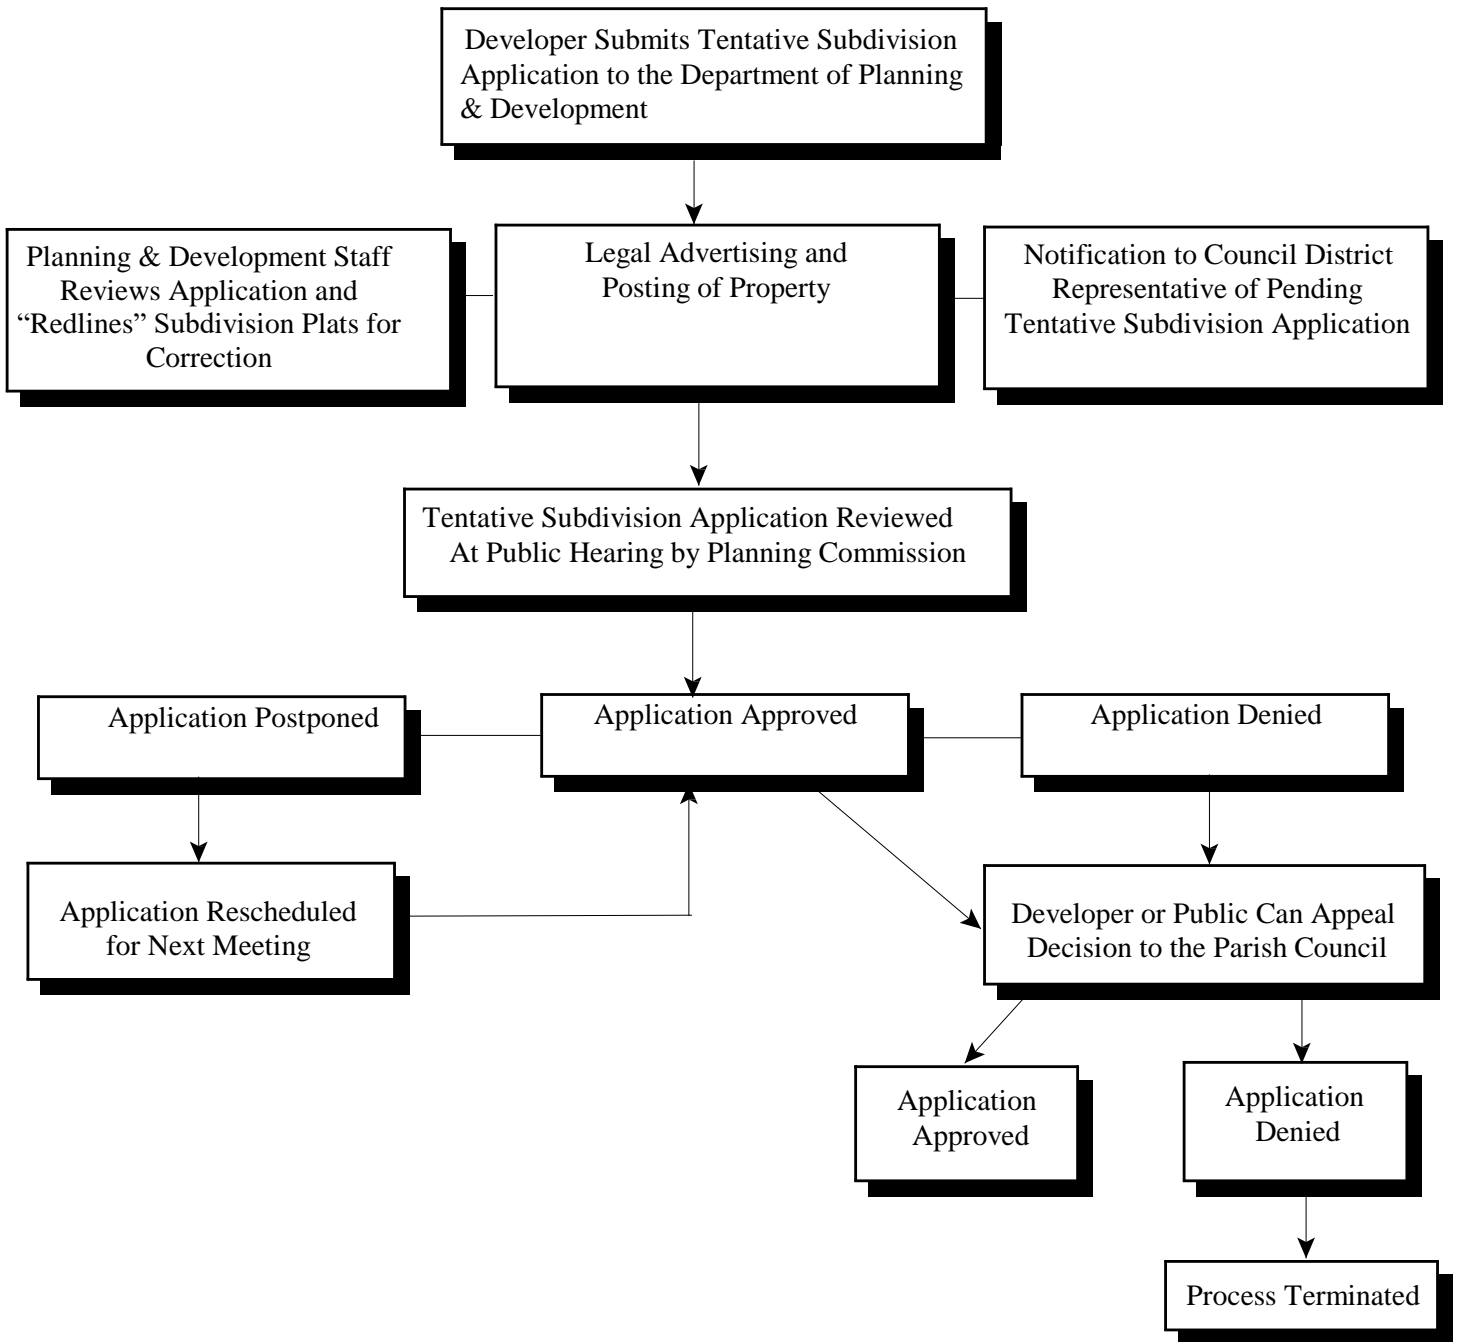 Developer Submits Tentative Subdivision
Application to the Department of Planning
& Development
Planning & Development Staff
Reviews Application and
“Redlines” Subdivision Plats for
Correction
Legal Advertising and
Posting of Property
Notification to Council District
Representative of Pending
Tentative Subdivision Application
Tentative Subdivision Application Reviewed
At Public Hearing by Planning Commission
Application Postponed
Application Approved
Application Denied
Application Rescheduled
for Next Meeting
Developer or Public Can Appeal
Decision to the Parish Council
Application
Approved
Application
Denied
Process Terminated